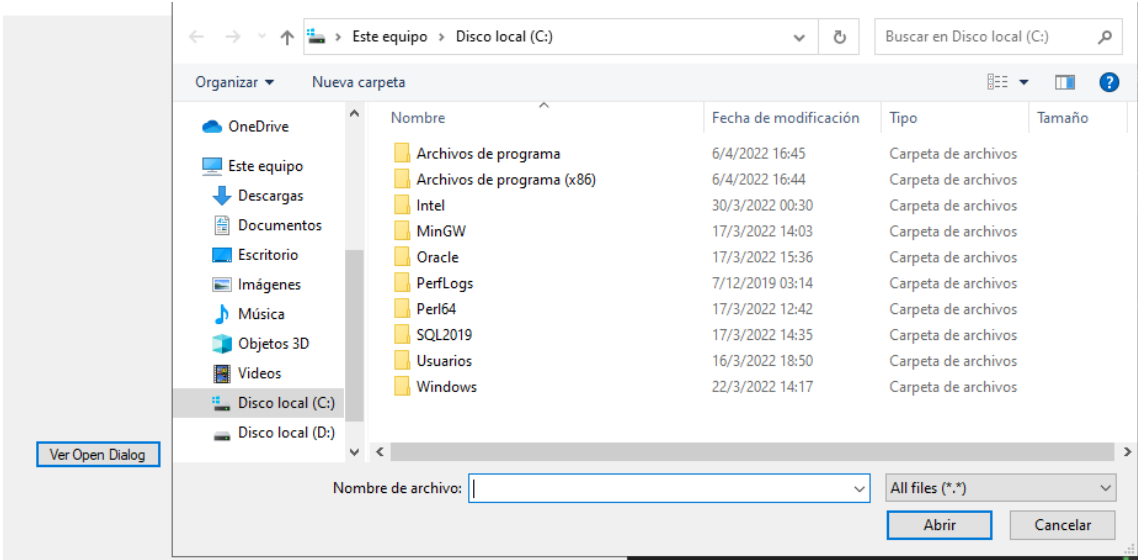 Este equipo > Disco local (C:)
Buscar en Disco local (C:)
Organizar
Nueva carpeta
OneDrive
Este equipo
Descargas
Documentos
Escritorio
Imágenes
Música
Objetos 3D
Videos
Disco local (C:)
Disco local (D:)
Nombre Fecha de modificación Tipo Tamaño
Archivos de programa 6/4/2022 16:45 Carpeta de archivos
Archivos de programa (x86) 6/4/2022 16:44 Carpeta de archivos
Intel 30/3/2022 00:30 Carpeta de archivos
MinGW 17/3/2022 14:03 Carpeta de archivos
Oracle 17/3/2022 15:36 Carpeta de archivos
PerfLogs 7/12/2019 03:14 Carpeta de archivos
Perl64 17/3/2022 12:42 Carpeta de archivos
SQL2019 17/3/2022 14:35 Carpeta de archivos
Usuarios 16/3/2022 18:50 Carpeta de archivos
Windows 22/3/2022 14:17 Carpeta de archivos
Ver Open Dialog
Nombre de archivo:
All files (*.*)
Abrir
Cancelar